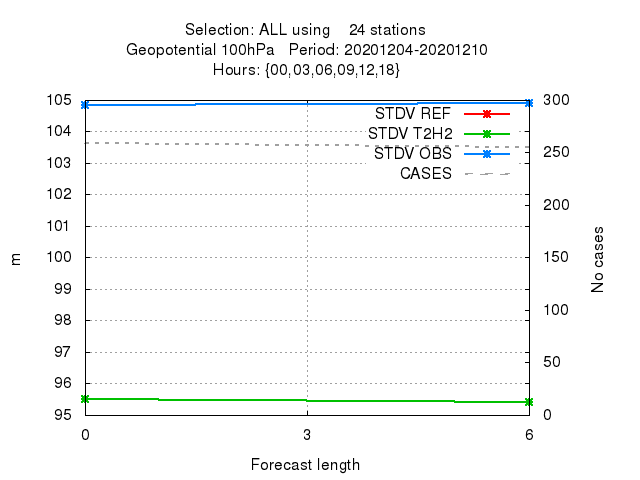 Selection: ALL using    24 stations
Geopotential 100hPa   Period: 20201204-20201210
Hours: {00,03,06,09,12,18}
105 300
STDV REF
104
STDV T2H2
STDV OBS
250
103
CASES
102
200
101
m
100
150
No cases
99
100
98
97
50
96
95 0
0 3 6
Forecast length